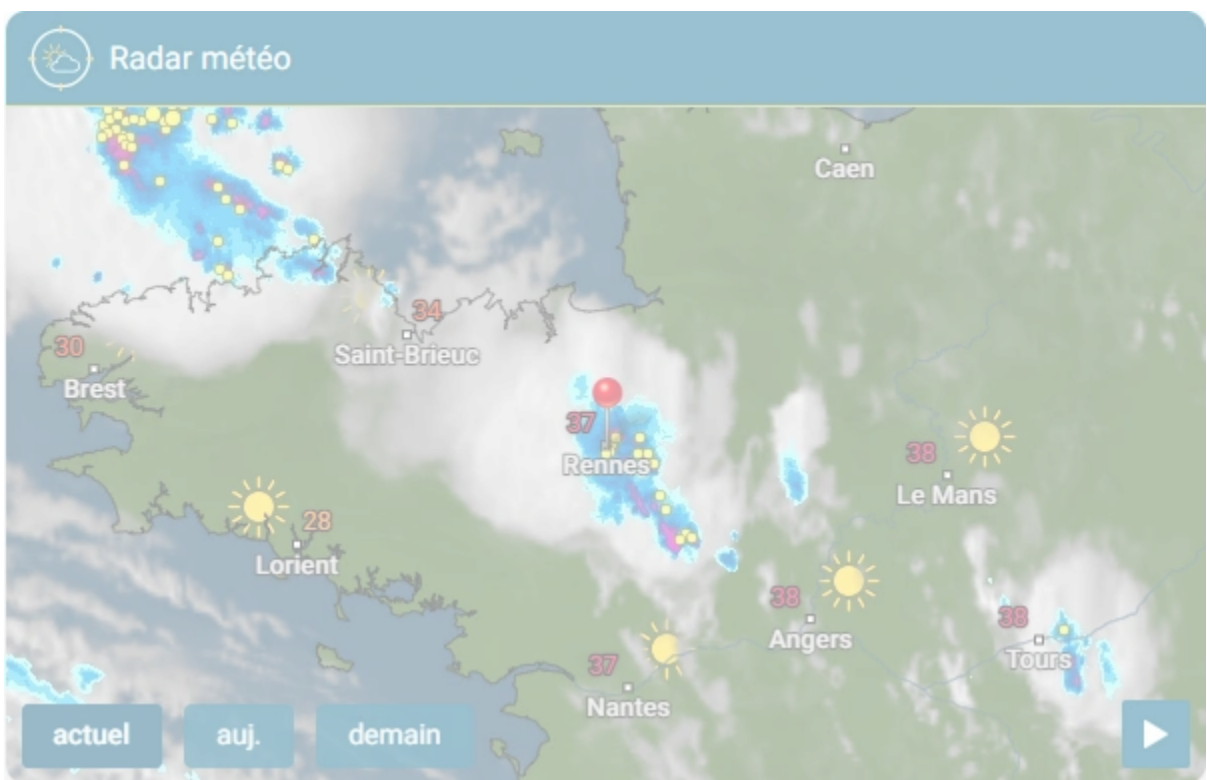 Radar météo
Caen
34
Saint-Brieuc
30
Brest
37
Rennes
38
Le Mans
28
Lorient
38
Angers
38
Tours
37
Nantes
actuel
auj.
demain